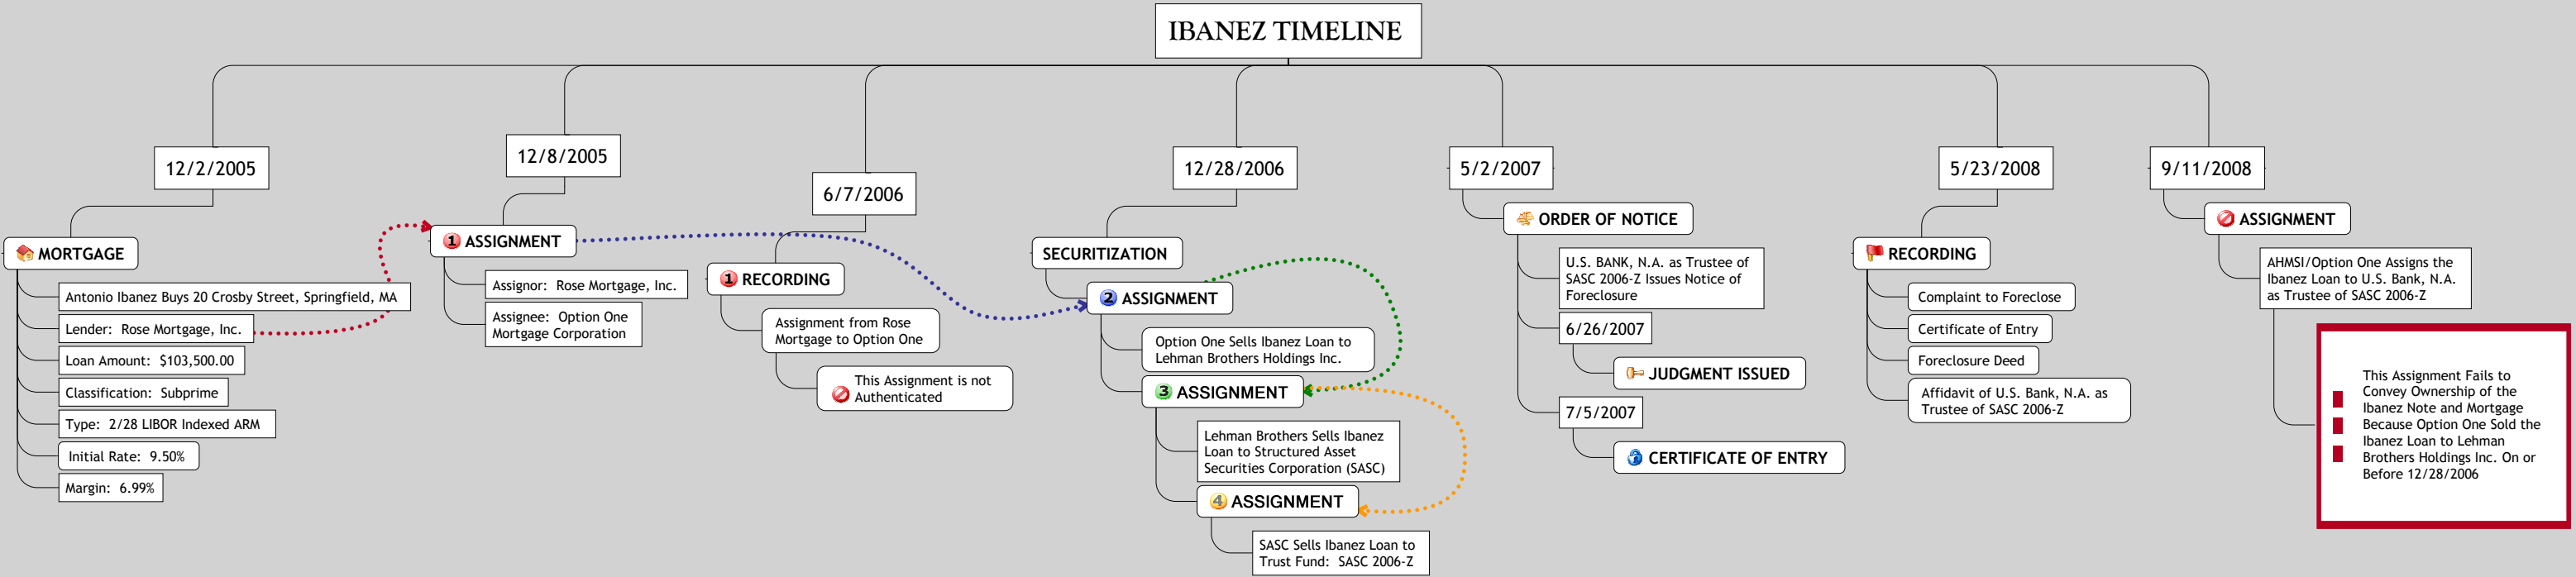 IBANEZ TIMELINE
12/2/2005
MORTGAGE
Antonio Ibanez Buys 20 Crosby Street, Springfield, MA
Lender: Rose Mortgage, Inc.
Loan Amount: $103,500.00
Classification: Subprime
Type: 2/28 LIBOR Indexed ARM
Initial Rate: 9.50%
Margin: 6.99%
12/8/2005
1 ASSIGNMENT
Assignor: Rose Mortgage, Inc.
Assignee: Option One
Mortgage Corporation
6/7/2006
1 RECORDING
Assignment from Rose
Mortgage to Option One
This Assignment is not
Authenticated
12/28/2006
SECURITIZATION
2 ASSIGNMENT
Option One Sells Ibanez Loan to
Lehman Brothers Holdings Inc.
3 ASSIGNMENT
Lehman Brothers Sells Ibanez
Loan to Structured Asset
Securities Corporation (SASC)
4 ASSIGNMENT
SASC Sells Ibanez Loan to
Trust Fund: SASC 2006-Z
5/2/2007
ORDER OF NOTICE
U.S. BANK, N.A. as Trustee of
SASC 2006-Z Issues Notice of
Foreclosure
6/26/2007
JUDGMENT ISSUED
7/5/2007
CERTIFICATE OF ENTRY
5/23/2008
RECORDING
Complaint to Foreclose
Certificate of Entry
Foreclosure Deed
Affidavit of U.S. Bank, N.A. as
Trustee of SASC 2006-Z
9/11/2008
ASSIGNMENT
AHMSI/Option One Assigns the
Ibanez Loan to U.S. Bank, N.A.
as Trustee of SASC 2006-Z
This Assignment Fails to
Convey Ownership of the
Ibanez Note and Mortgage
Because Option One Sold the
Ibanez Loan to Lehman
Brothers Holdings Inc. On or
Before 12/28/2006